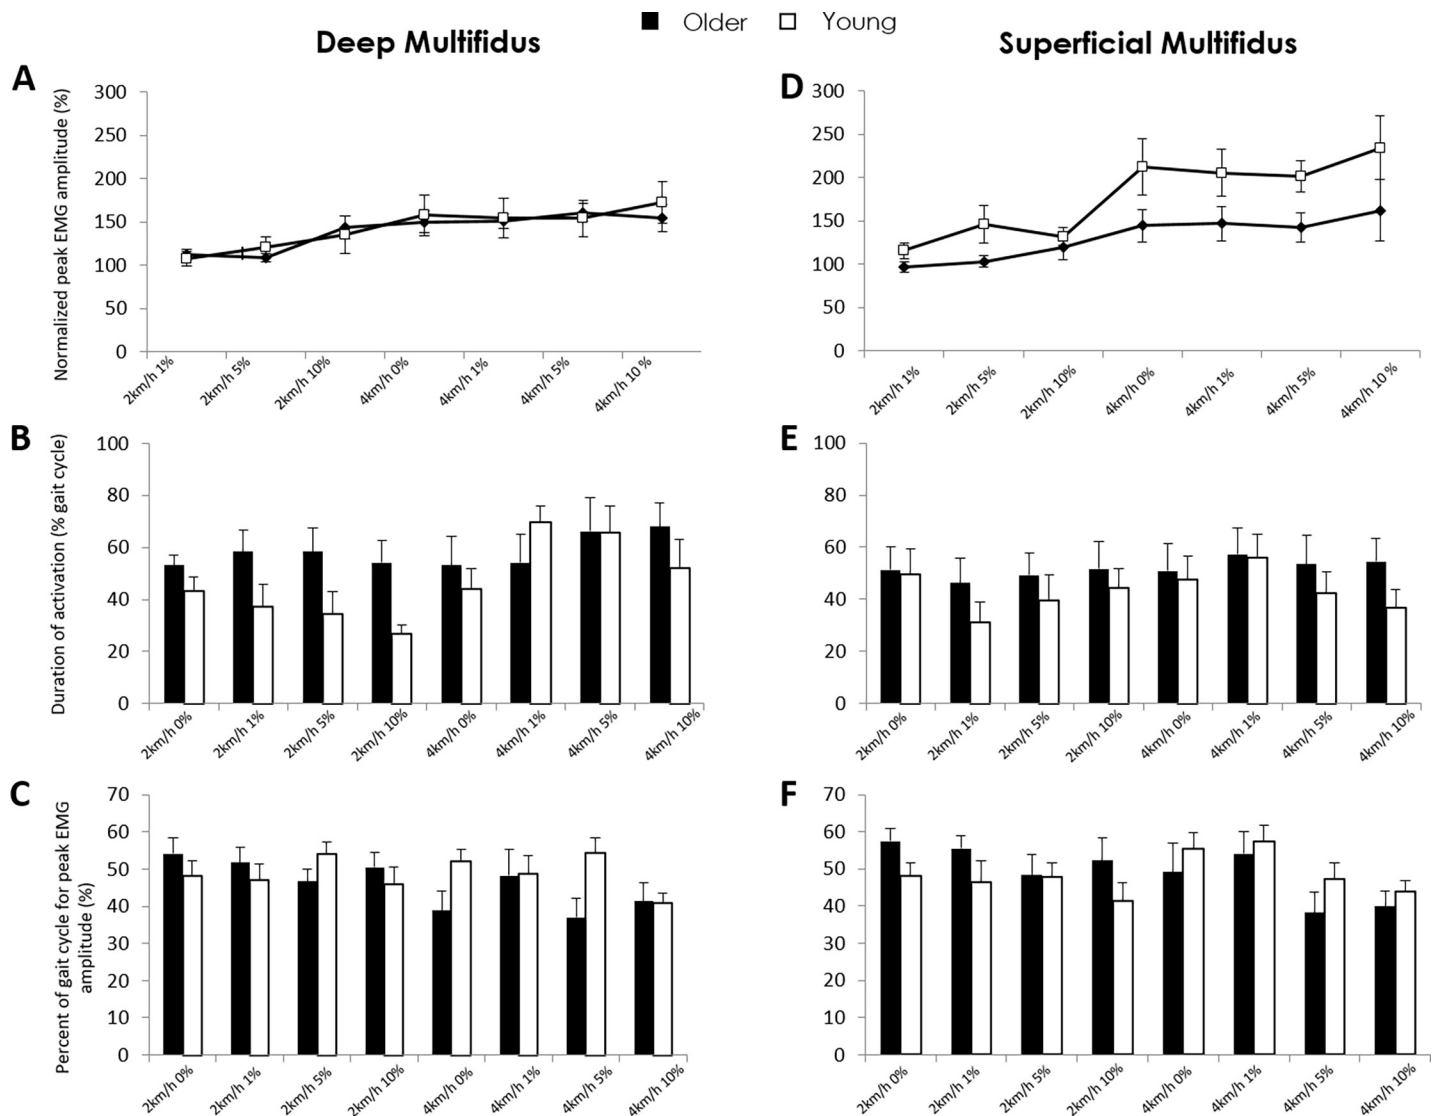 Older Young
Deep Multifidus
Superficial Multifidus
A
Normalized peak EMG amplitude (%)
300
250
200
150
100
50
0
2km/h 1%
2km/h 5%
2km/h 10%
4km/h 0%
4km/h 1%
4km/h 5%
4km/h 10 %
D
300
250
200
150
100
50
0
2km/h 1%
2km/h 5%
2km/h 10%
4km/h 0%
4km/h 1%
4km/h 5%
4km/h 10 %
B
Duration of activation (% gait cycle)
100
80
60
40
20
0
2km/h 0%
2km/h 1%
2km/h 5%
2km/h 10%
4km/h 0%
4km/h 1%
4km/h 5%
4km/h 10%
E
100
80
60
40
20
0
2km/h 0%
2km/h 1%
2km/h 5%
2km/h 10%
4km/h 0%
4km/h 1%
4km/h 5%
4km/h 10%
C
Percent of gait cycle for peak EMG
amplitude (%)
70
60
50
40
30
20
10
0
2km/h 0%
2km/h 1%
2km/h 5%
2km/h 10%
4km/h 0%
4km/h 1%
4km/h 5%
4km/h 10%
F
70
60
50
40
30
20
10
0
2km/h 0%
2km/h 1%
2km/h 5%
2km/h 10%
4km/h 0%
4km/h 1%
4km/h 5%
4km/h 10%